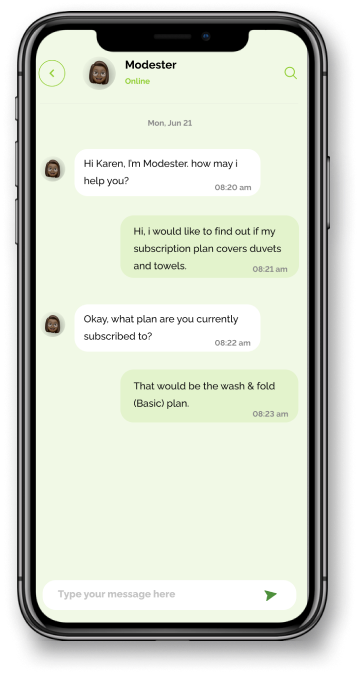 Modester
Online
Mon, Jun 21
Hi Karen, I'm Modester. how may i
help you?
08:20 am
Hi, i would like to find out if my
subscription plan covers duvets
and towels.
08:21 am
Okay, what plan are you currently
subscribed to?
08:22 am
That would be the wash & fold
(Basic) plan.
08:23 am
Type your message here